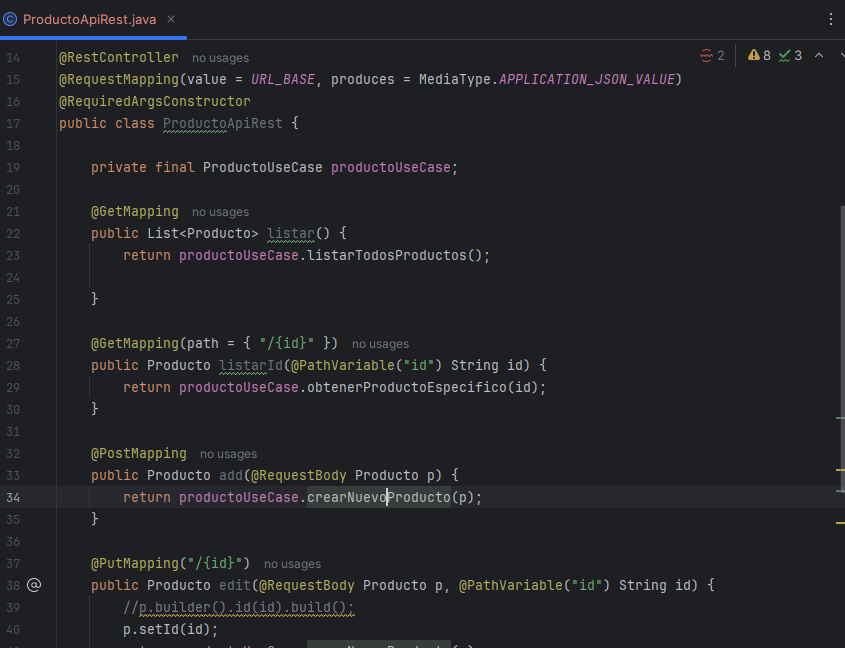 ProductoApiRest.java
2 8 3
14 @RestController no usages
15 @RequestMapping(value = URL_BASE, produces = MediaType.APPLICATION_JSON_VALUE)
16 @RequiredArgsConstructor
17 public class ProductoApiRest {
18
19 private final ProductoUseCase productoUseCase;
20
21 @GetMapping no usages
22 public List<Producto> listar() {
23 return productoUseCase.listarTodosProductos();
24
25 }
26
27 @GetMapping(path = { "/{id}" }) no usages
28 public Producto listarId(@PathVariable("id") String id) {
29 return productoUseCase.obtenerProductoEspecifico(id);
30 }
31
32 @PostMapping no usages
33 public Producto add(@RequestBody Producto p) {
34 return productoUseCase.crearNuevoProducto(p);
35 }
36
37 @PutMapping("/{id}") no usages
38 public Producto edit(@RequestBody Producto p, @PathVariable("id") String id) {
39 //p.builder().id(id).build();
40 p.setId(id);